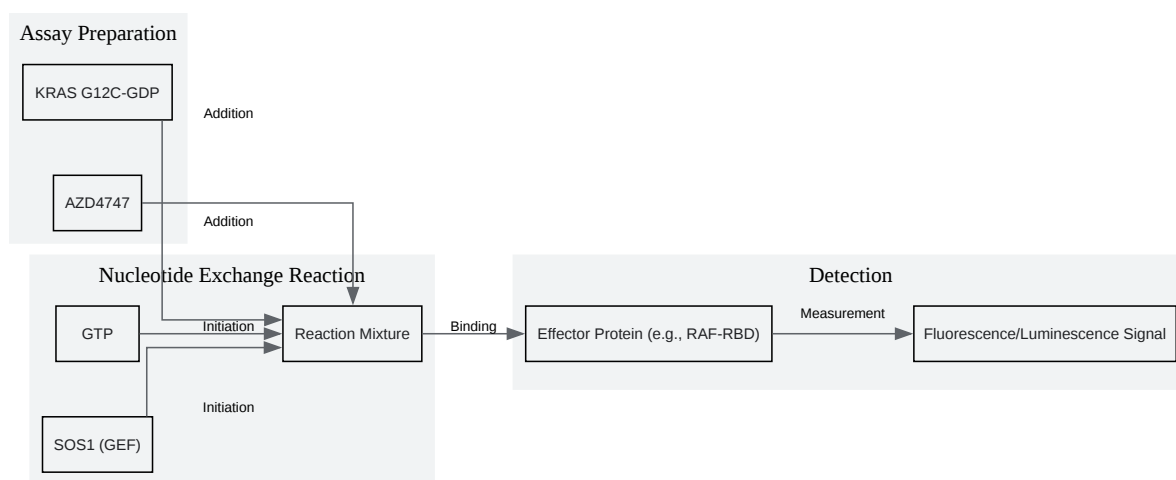 Assay Preparation
KRAS G12C-GDP
Addition
AZD4747
Addition
Nucleotide Exchange Reaction
GTP
Initiation
Reaction Mixture
Binding
SOS1 (GEF)
Initiation
Detection
Effector Protein (e.g., RAF-RBD)
Measurement
Fluorescence/Luminescence Signal